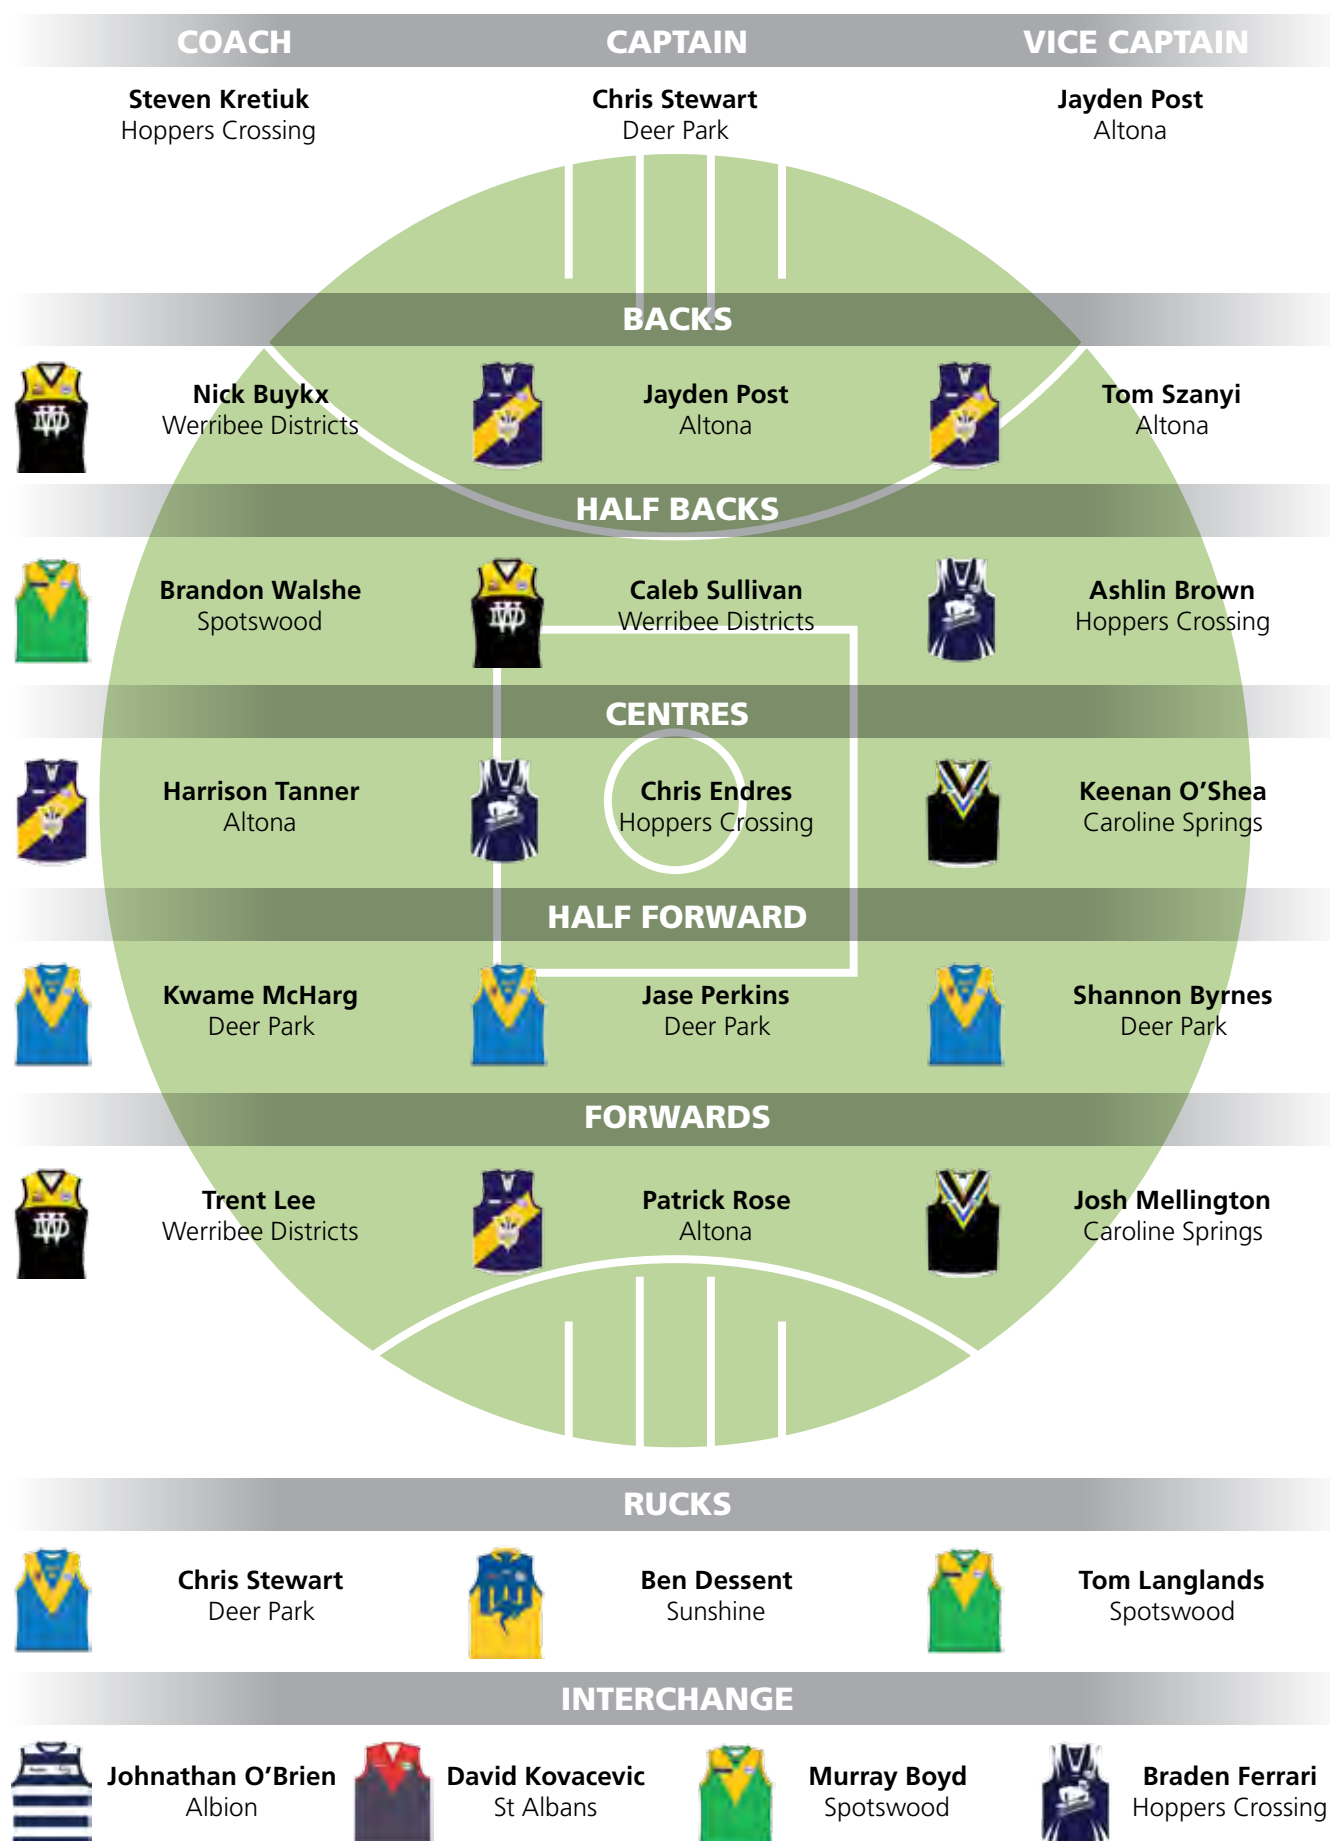 COACH CAPTAIN VICE CAPTAIN
Steven Kretiuk Chris Stewart Jayden Post
Hoppers Crossing Deer Park Altona
BACKS
Nick Buykx Jayden Post Tom Szanyi
Werribee Districts Altona Altona
HALF BACKS
Brandon Walshe Caleb Sullivan Ashlin Brown
Spotswood Werribee Districts Hoppers Crossing
CENTRES
Harrison Tanner Chris Endres Keenan O’Shea
Altona Hoppers Crossing Caroline Springs
HALF FORWARD
Kwame McHarg Jase Perkins Shannon Byrnes
Deer Park Deer Park Deer Park
FORWARDS
Trent Lee Patrick Rose Josh Mellington
Werribee Districts Altona Caroline Springs
RUCKS
Chris Stewart Ben Dessent Tom Langlands
Deer Park Sunshine Spotswood
INTERCHANGE
Johnathan O’Brien David Kovacevic Murray Boyd Braden Ferrari
Albion St Albans Spotswood Hoppers Crossing